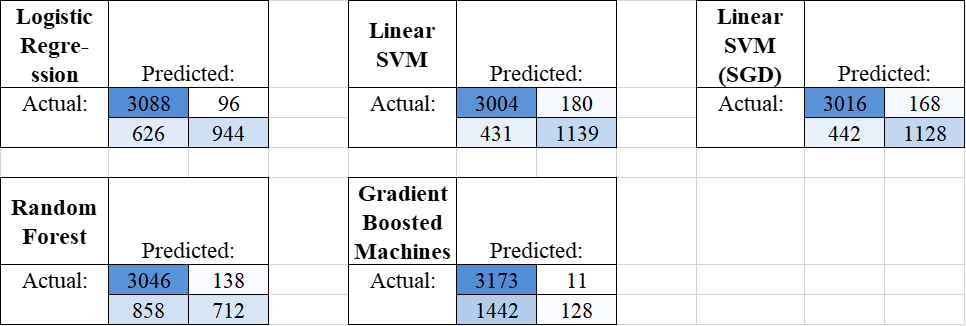 Logistic
Regre-
ssion
Predicted:
Actual:
3088 96
626 944
Linear
SVM
Predicted:
Actual:
3004 180
431 1139
Linear
SVM
(SGD)
Predicted:
Actual:
3016 168
442 1128
Random
Forest
Predicted:
Actual:
3046 138
858 712
Gradient
Boosted
Machines
Predicted:
Actual:
3173 11
1442 128